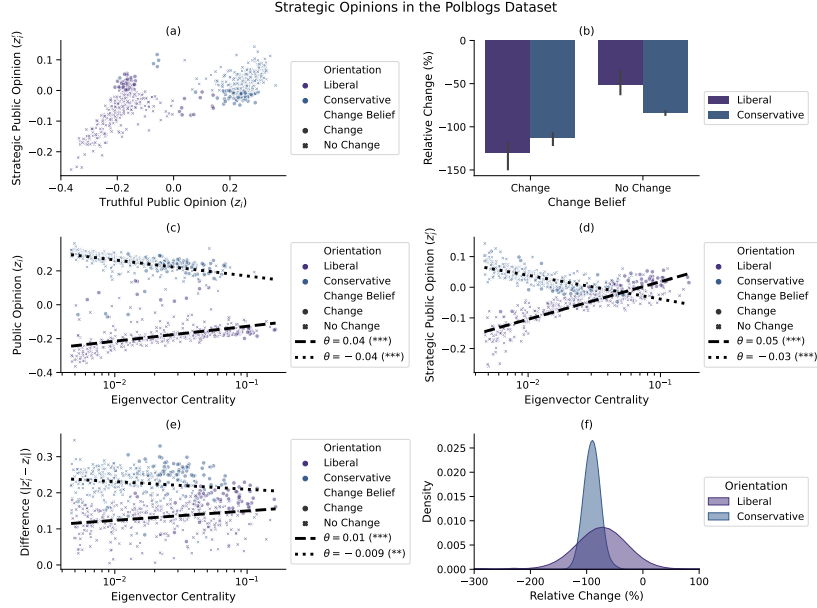 Strategic Opinions in the Polblogs Dataset
(a)
Strategic Public Opinion (z′ᵢ)
0.1
0.0
−0.1
−0.2
−0.4
−0.2
0.0
0.2
Truthful Public Opinion (zᵢ)
Orientation
Liberal
Conservative
Change Belief
Change
No Change
(b)
Relative Change (%)
0
−50
−100
−150
Change
No Change
Change Belief
Liberal
Conservative
(c)
Public Opinion (zᵢ)
0.2
0.0
−0.2
−0.4
10⁻²
10⁻¹
Eigenvector Centrality
Orientation
Liberal
Conservative
Change Belief
Change
No Change
θ = 0.04 (***)
θ = −0.04 (***)
(d)
Strategic Public Opinion (z′ᵢ)
0.1
0.0
−0.1
−0.2
10⁻²
10⁻¹
Eigenvector Centrality
Orientation
Liberal
Conservative
Change Belief
Change
No Change
θ = 0.05 (***)
θ = −0.03 (***)
(e)
Difference (|z′ᵢ − zᵢ|)
0.3
0.2
0.1
0.0
10⁻²
10⁻¹
Eigenvector Centrality
Orientation
Liberal
Conservative
Change Belief
Change
No Change
θ = 0.01 (***)
θ = −0.009 (**)
(f)
Density
0.025
0.020
0.015
0.010
0.005
0.000
−300
−200
−100
0
100
Relative Change (%)
Orientation
Liberal
Conservative